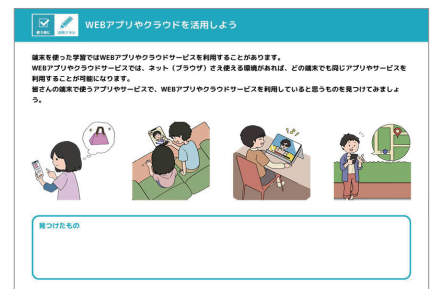 WEBアプリやクラウドを活用しよう
端末を使った学習ではWEBアプリやクラウドサービスを利用することがあります。
WEBアプリやクラウドサービスでは、ネット（ブラウザ）さえ使える環境があれば、どの端末でも同じアプリやサービスを
利用することが可能になります。
皆さんの端末で使うアプリやサービスで、WEBアプリやクラウドサービスを利用していると思うものを見つけてみましょ
う。
見つけたもの